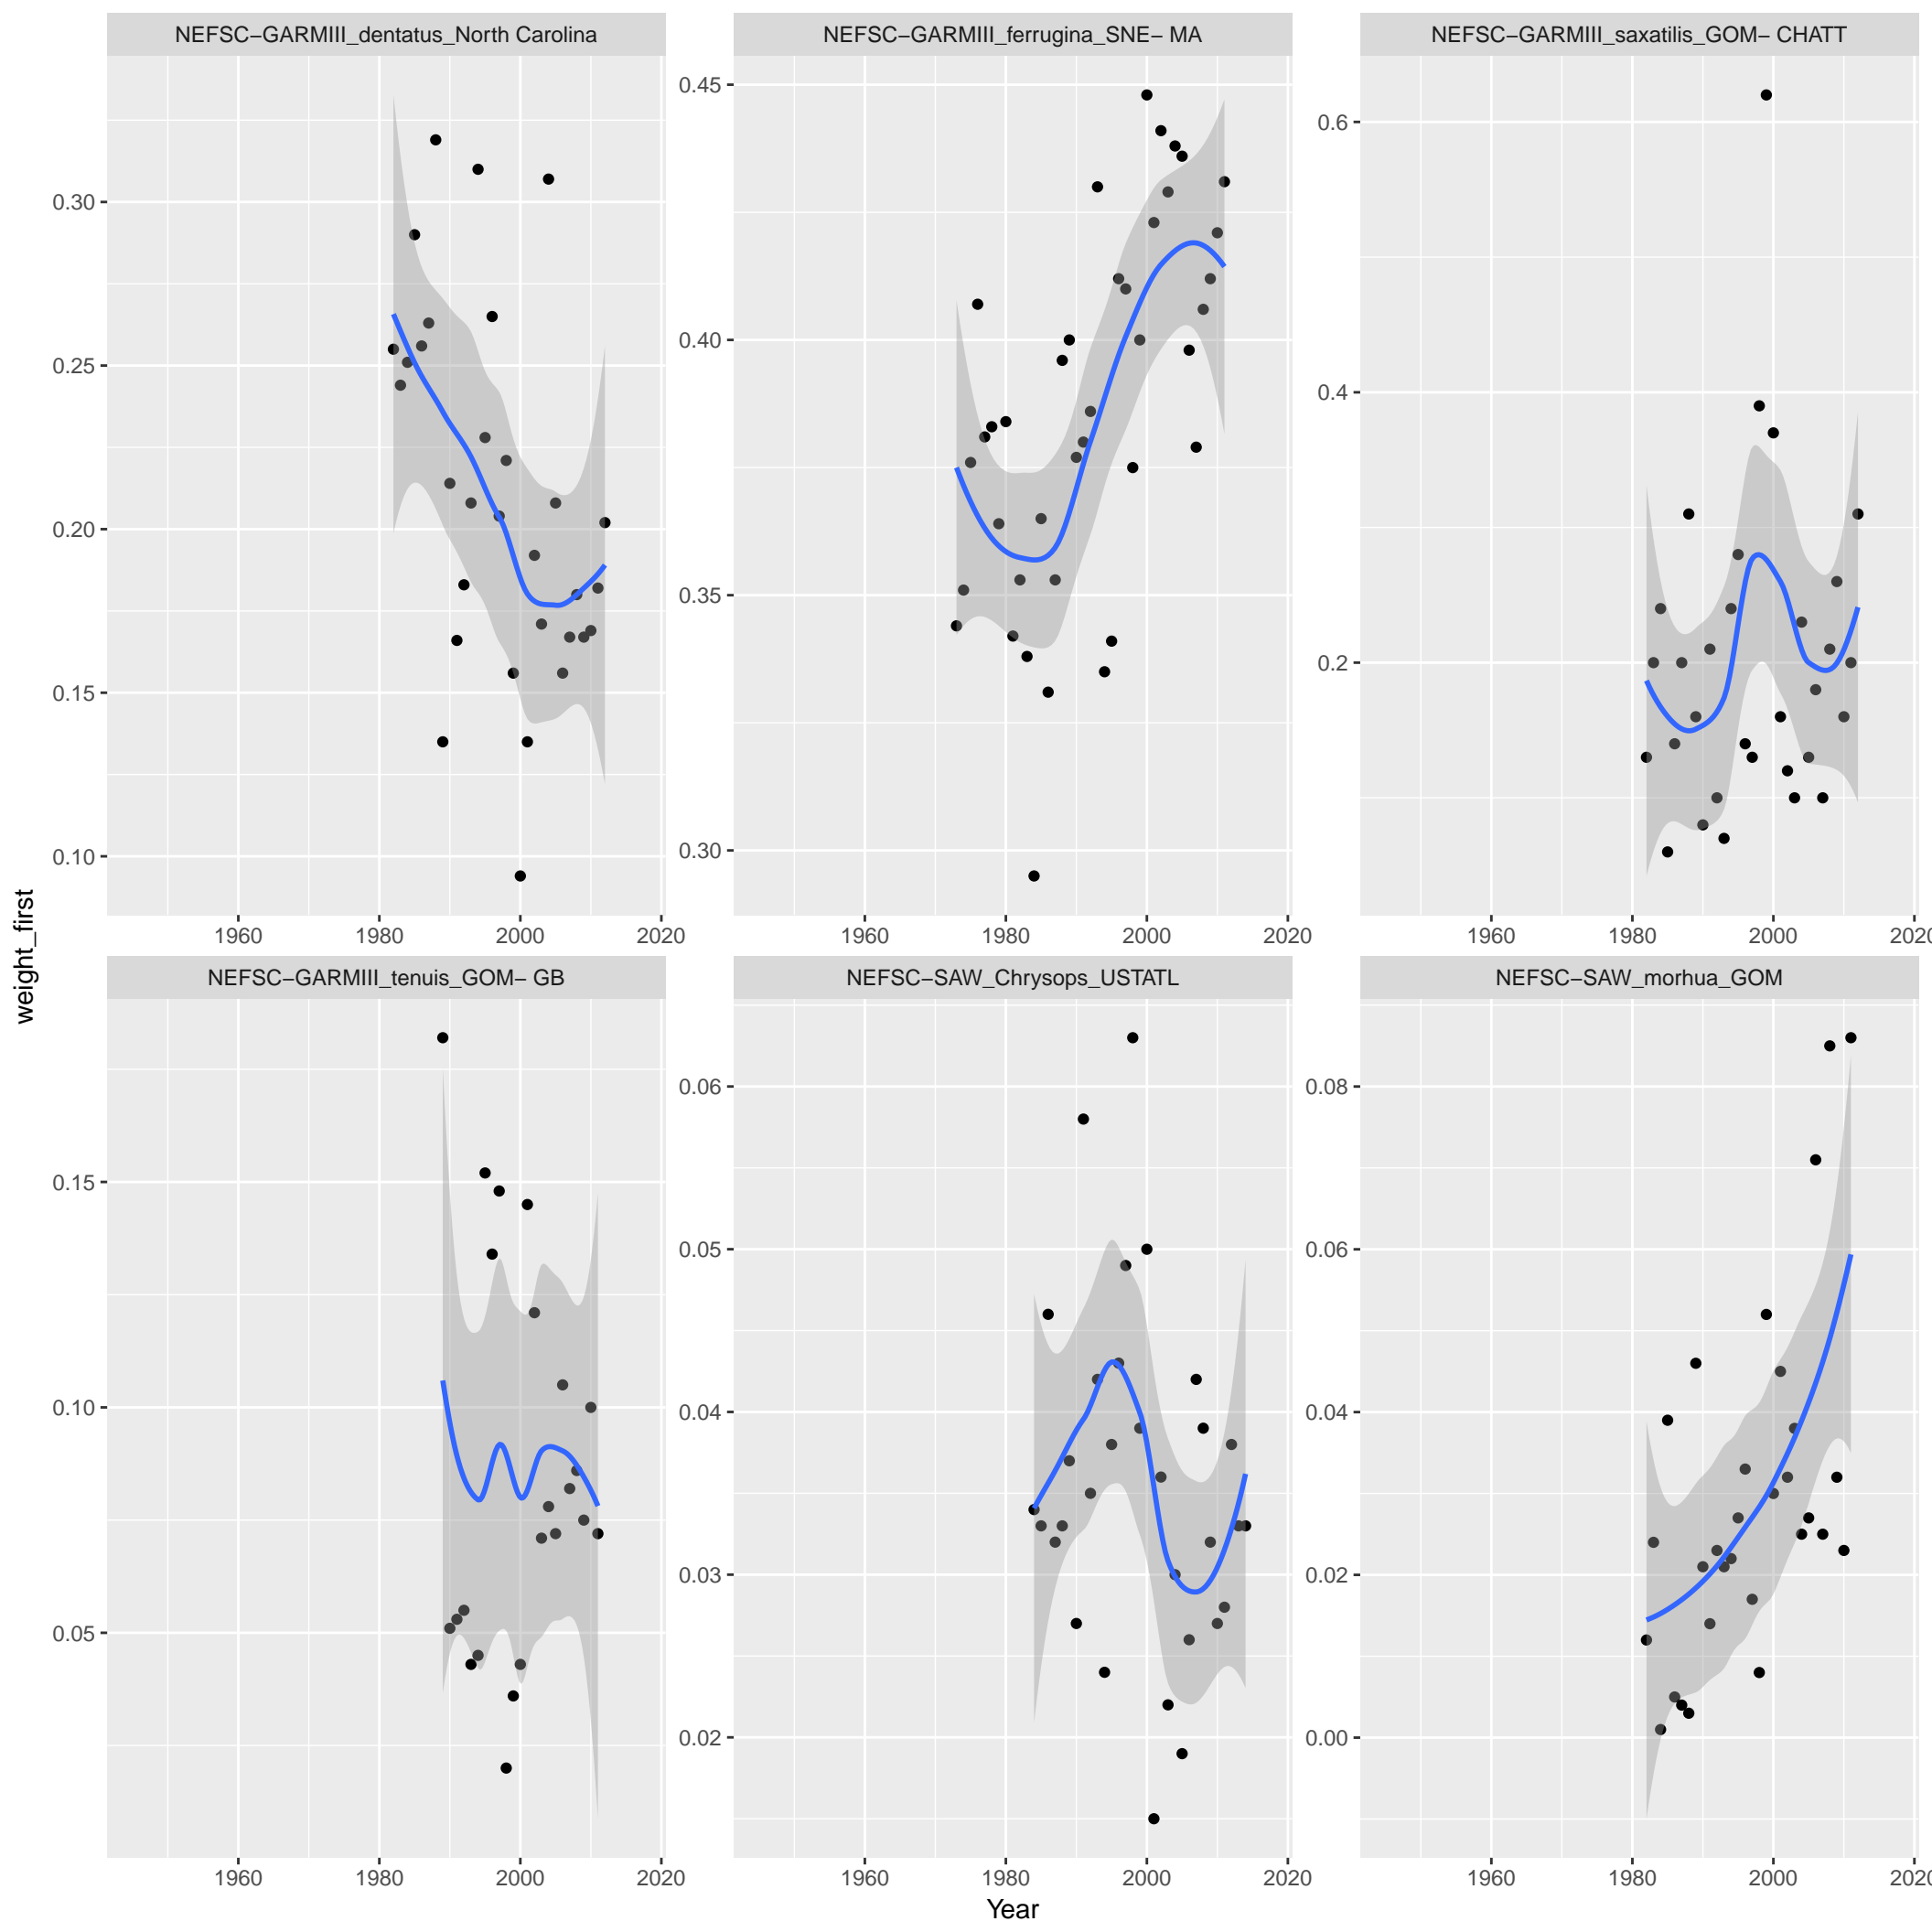 NEFSC−GARMIII_dentatus_North Carolina
NEFSC−GARMIII_ferrugina_SNE− MA
NEFSC−GARMIII_saxatilis_GOM− CHATT
0.30
0.25
0.20
0.15
0.10
0.45
0.40
0.35
0.30
0.6
0.4
0.2
1960 1980 2000 2020
1960 1980 2000 2020
1960 1980 2000 202
weight_first
NEFSC−GARMIII_tenuis_GOM− GB
NEFSC−SAW_Chrysops_USTATL
NEFSC−SAW_morhua_GOM
0.15
0.10
0.05
0.06
0.05
0.04
0.03
0.02
0.08
0.06
0.04
0.02
0.00
1960 1980 2000 2020
1960 1980 2000 2020
1960 1980 2000 202
Year